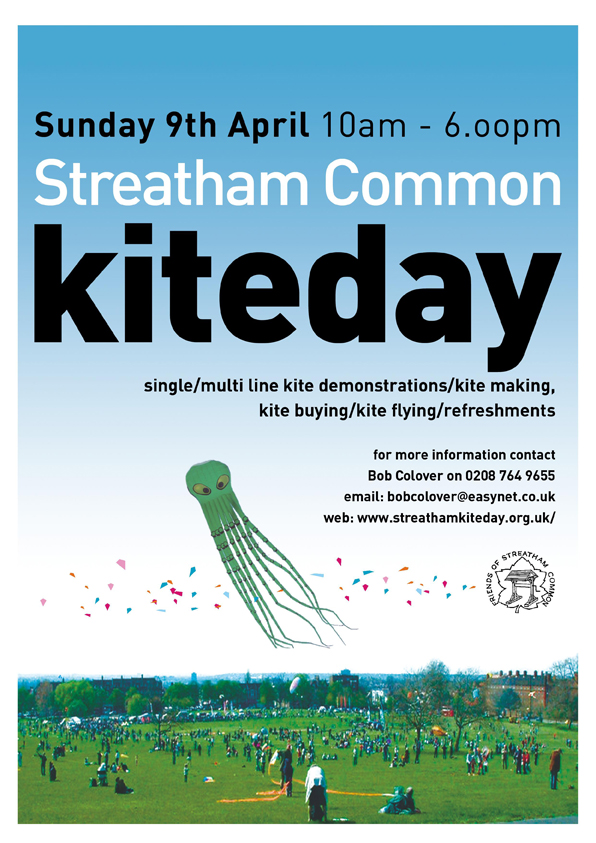 Sunday 9th April 10am - 6.oopm
Streatham Common
kiteday
single/multi line kite demonstrations/kite making,
kite buying/kite flying/refreshments
for more information contact
Bob Colover on 0208 764 9655
email: bobcolover@easynet.co.uk
web: www.streathamkiteday.org.uk/
FRIENDS OF STREATHAM COMMON